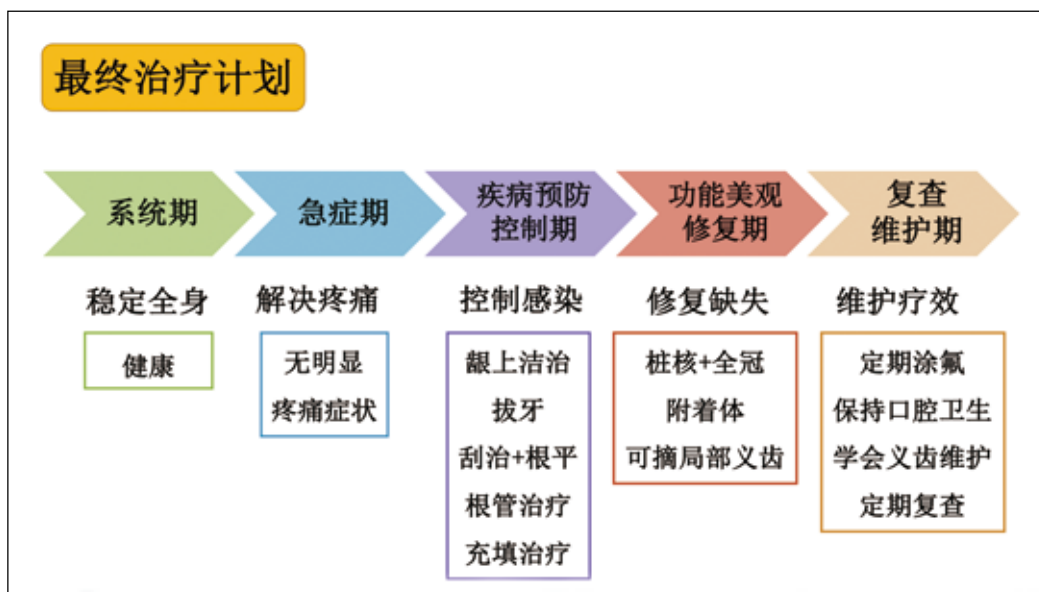 最终治疗计划
系统期
急症期
疾病预防
控制期
功能美观
修复期
复查
维护期
稳定全身
解决疼痛
控制感染
修复缺失
维护疗效
健康
无明显
疼痛症状
龈上洁治
拔牙
刮治+根平
根管治疗
充填治疗
桩核+全冠
附着体
可摘局部义齿
定期涂氟
保持口腔卫生
学会义齿维护
定期复查